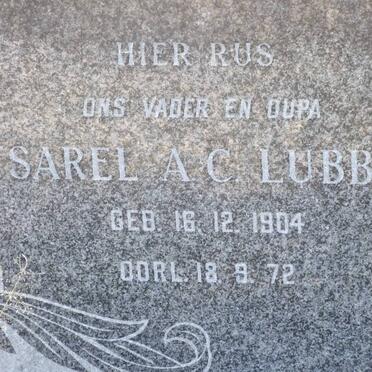 HIER RUS
ONS VADER EN OUPA
SAREL A.C. LUBB
GEB. 16. 12. 1904
OORL. 18. 9. 72